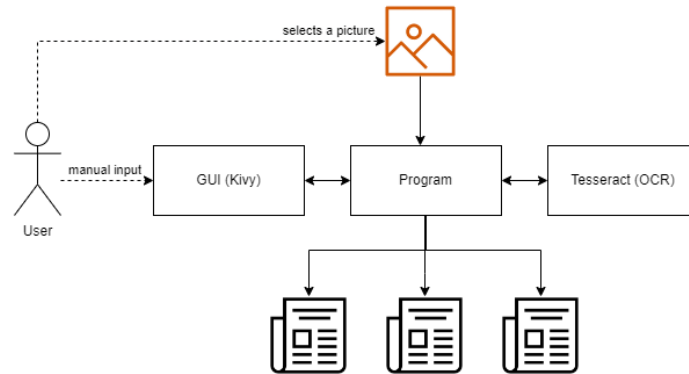 selects a picture
manual input
GUI (Kivy)
Program
Tesseract (OCR)
User